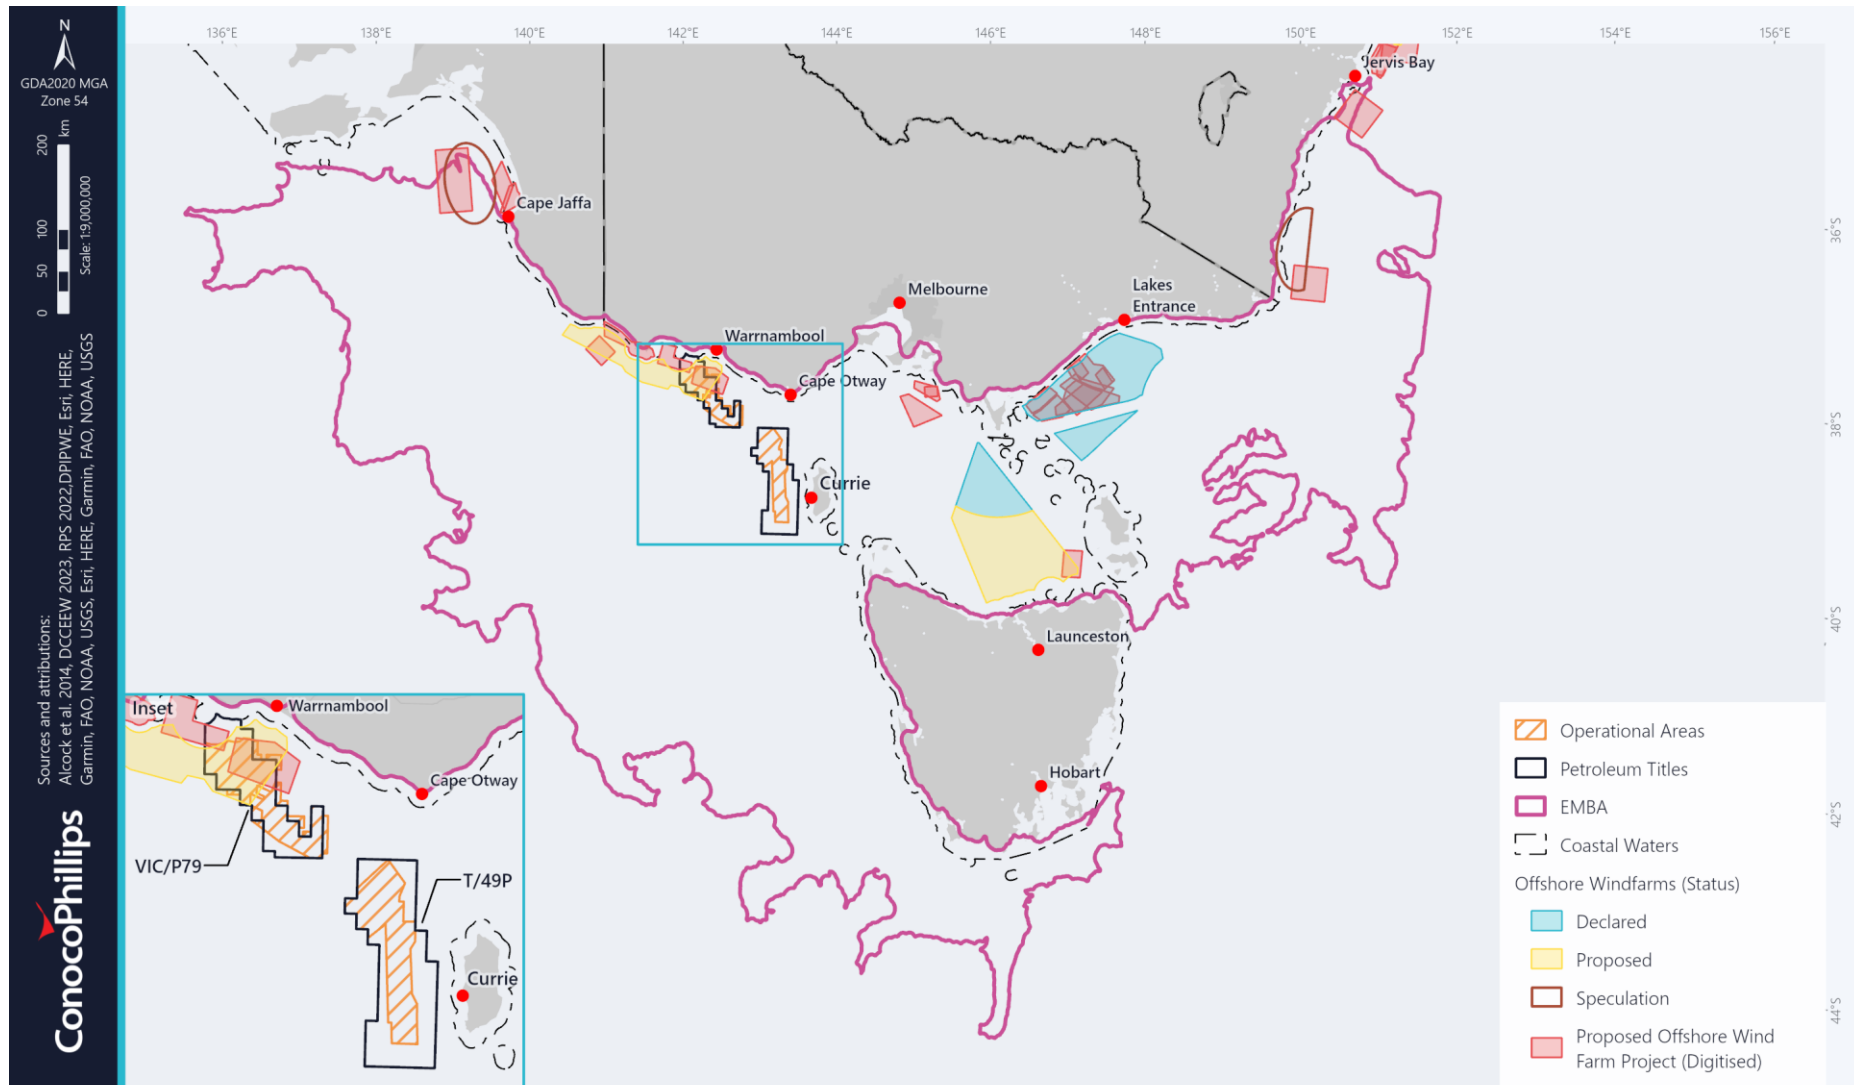 N
GDA2020 MGA
Zone 54
0 50 100 200
km
Scale: 1:9,000,000
Sources and attributions:
Alcock et al. 2014, DCCEEW 2023, RPS 2022,DPIPWE, Esri, HERE,
Garmin, FAO, NOAA, USGS, Esri, HERE, Garmin, FAO, NOAA, USGS
ConocoPhillips
136°E 138°E 140°E 142°E 144°E 146°E 148°E 150°E 152°E 154°E 156°E
36°S
38°S
40°S
42°S
44°S
Jervis Bay
Cape Jaffa
Melbourne
Lakes
Entrance
Warrnambool
Cape Otway
Currie
Launceston
Hobart
Inset
Warrnambool
Cape Otway
VIC/P79
T/49P
Currie
Operational Areas
Petroleum Titles
EMBA
Coastal Waters
Offshore Windfarms (Status)
Declared
Proposed
Speculation
Proposed Offshore Wind
Farm Project (Digitised)